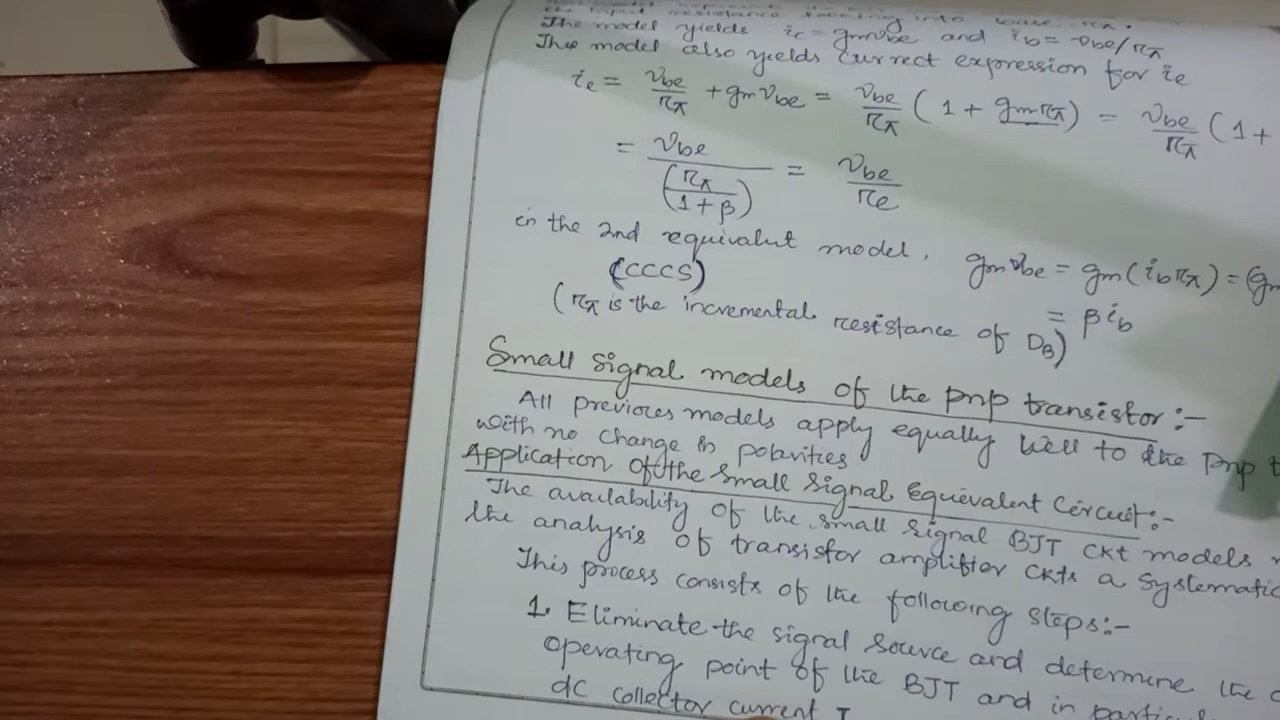 The model yields ic = gmvbe and ib = vbe/rπ
This model also yields currect expression for ie
ie = vbe/rπ + gmvbe = vbe/rπ (1 + gmrπ) = vbe/rπ (1+
= vbe/(rπ/1+β) = vbe/re
in the 2nd equivalut model, gmvbe = gm(ibrπ) = (gm
(CCCS)
= βib
(rπ is the incremental resistance of DB)
Small Signal models of the pnp transistor:-
All previores models apply equally well to the pnp t
with no change in polarities
Application of the Small Signal Equivalent Circuit:-
The availability of the small signal BJT ckt models
the analysis of transistor amplifier ckts a systematic
This process consists of the following steps:-
1. Eliminate the signal source and determine the
operating point of the BJT and in particul
dc collector current I